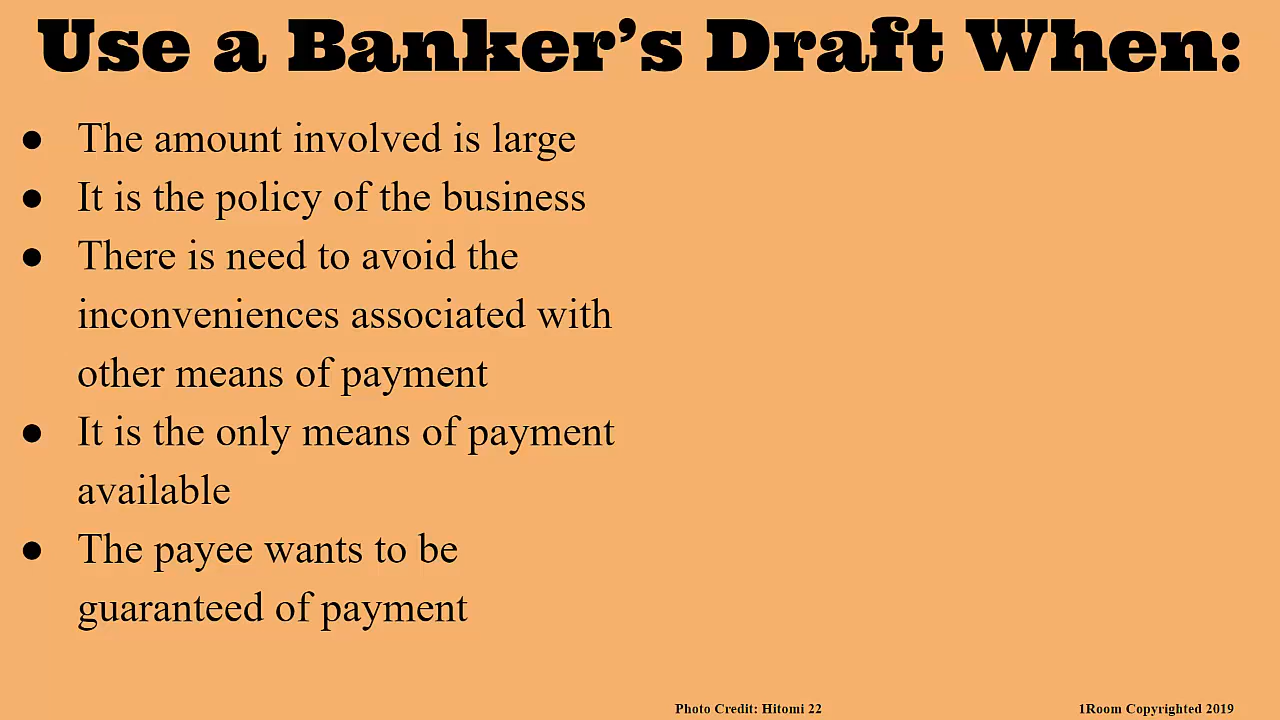 Use a Banker’s Draft When:
● The amount involved is large
● It is the policy of the business
● There is need to avoid the
inconveniences associated with
other means of payment
● It is the only means of payment
available
● The payee wants to be
guaranteed of payment
Photo Credit: Hitomi 22
1Room Copyrighted 2019